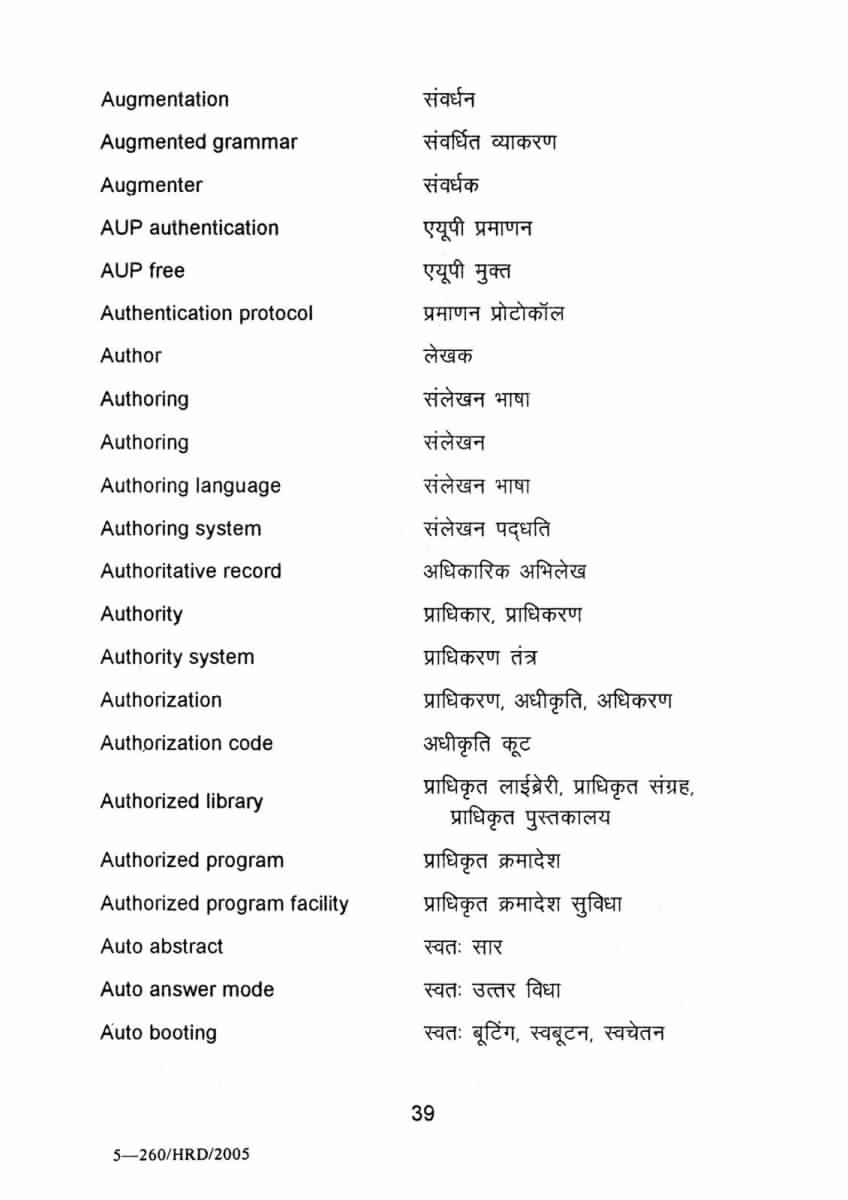 Augmentation संवर्धन
Augmented grammar संवर्धित व्याकरण
Augmenter संवर्धक
AUP authentication एयूपी प्रमाणन
AUP free एयूपी मुक्त
Authentication protocol प्रमाणन प्रोटोकॉल
Author लेखक
Authoring संलेखन भाषा
Authoring संलेखन
Authoring language संलेखन भाषा
Authoring system संलेखन पद्धति
Authoritative record अधिकारिक अभिलेख
Authority प्राधिकार, प्राधिकरण
Authority system प्राधिकरण तंत्र
Authorization प्राधिकरण, अधीकृति, अधिकरण
Authorization code अधीकृति कूट
Authorized library प्राधिकृत लाईब्रेरी, प्राधिकृत संग्रह,
प्राधिकृत पुस्तकालय
Authorized program प्राधिकृत क्रमादेश
Authorized program facility प्राधिकृत क्रमादेश सुविधा
Auto abstract स्वतः सार
Auto answer mode स्वतः उत्तर विधा
Auto booting स्वतः बूटिंग, स्वबूटन, स्वचेतन
39
5—260/HRD/2005